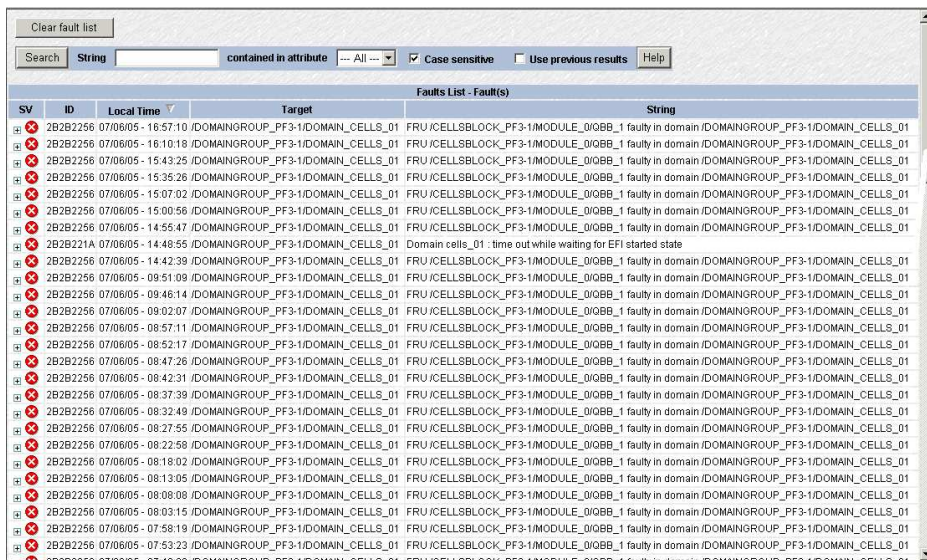 Clear fault list
Search String contained in attribute --- All --- Case sensitive Use previous results Help
Faults List - Fault(s)
SV ID Local Time Target String
2B2B2256 07/06/05 - 16:57:10 /DOMAINGROUP_PF3-1/DOMAIN_CELLS_01 FRU /CELLSBLOCK_PF3-1/MODULE_0/QBB_1 faulty in domain /DOMAINGROUP_PF3-1/DOMAIN_CELLS_01
2B2B2256 07/06/05 - 16:10:18 /DOMAINGROUP_PF3-1/DOMAIN_CELLS_01 FRU /CELLSBLOCK_PF3-1/MODULE_0/QBB_1 faulty in domain /DOMAINGROUP_PF3-1/DOMAIN_CELLS_01
2B2B2256 07/06/05 - 15:43:25 /DOMAINGROUP_PF3-1/DOMAIN_CELLS_01 FRU /CELLSBLOCK_PF3-1/MODULE_0/QBB_1 faulty in domain /DOMAINGROUP_PF3-1/DOMAIN_CELLS_01
2B2B2256 07/06/05 - 15:35:26 /DOMAINGROUP_PF3-1/DOMAIN_CELLS_01 FRU /CELLSBLOCK_PF3-1/MODULE_0/QBB_1 faulty in domain /DOMAINGROUP_PF3-1/DOMAIN_CELLS_01
2B2B2256 07/06/05 - 15:07:02 /DOMAINGROUP_PF3-1/DOMAIN_CELLS_01 FRU /CELLSBLOCK_PF3-1/MODULE_0/QBB_1 faulty in domain /DOMAINGROUP_PF3-1/DOMAIN_CELLS_01
2B2B2256 07/06/05 - 15:00:56 /DOMAINGROUP_PF3-1/DOMAIN_CELLS_01 FRU /CELLSBLOCK_PF3-1/MODULE_0/QBB_1 faulty in domain /DOMAINGROUP_PF3-1/DOMAIN_CELLS_01
2B2B2256 07/06/05 - 14:55:47 /DOMAINGROUP_PF3-1/DOMAIN_CELLS_01 FRU /CELLSBLOCK_PF3-1/MODULE_0/QBB_1 faulty in domain /DOMAINGROUP_PF3-1/DOMAIN_CELLS_01
2B2B221A 07/06/05 - 14:48:55 /DOMAINGROUP_PF3-1/DOMAIN_CELLS_01 Domain cells_01 : time out while waiting for EFI started state
2B2B2256 07/06/05 - 14:42:39 /DOMAINGROUP_PF3-1/DOMAIN_CELLS_01 FRU /CELLSBLOCK_PF3-1/MODULE_0/QBB_1 faulty in domain /DOMAINGROUP_PF3-1/DOMAIN_CELLS_01
2B2B2256 07/06/05 - 09:51:09 /DOMAINGROUP_PF3-1/DOMAIN_CELLS_01 FRU /CELLSBLOCK_PF3-1/MODULE_0/QBB_1 faulty in domain /DOMAINGROUP_PF3-1/DOMAIN_CELLS_01
2B2B2256 07/06/05 - 09:46:14 /DOMAINGROUP_PF3-1/DOMAIN_CELLS_01 FRU /CELLSBLOCK_PF3-1/MODULE_0/QBB_1 faulty in domain /DOMAINGROUP_PF3-1/DOMAIN_CELLS_01
2B2B2256 07/06/05 - 09:02:07 /DOMAINGROUP_PF3-1/DOMAIN_CELLS_01 FRU /CELLSBLOCK_PF3-1/MODULE_0/QBB_1 faulty in domain /DOMAINGROUP_PF3-1/DOMAIN_CELLS_01
2B2B2256 07/06/05 - 08:57:11 /DOMAINGROUP_PF3-1/DOMAIN_CELLS_01 FRU /CELLSBLOCK_PF3-1/MODULE_0/QBB_1 faulty in domain /DOMAINGROUP_PF3-1/DOMAIN_CELLS_01
2B2B2256 07/06/05 - 08:52:17 /DOMAINGROUP_PF3-1/DOMAIN_CELLS_01 FRU /CELLSBLOCK_PF3-1/MODULE_0/QBB_1 faulty in domain /DOMAINGROUP_PF3-1/DOMAIN_CELLS_01
2B2B2256 07/06/05 - 08:47:26 /DOMAINGROUP_PF3-1/DOMAIN_CELLS_01 FRU /CELLSBLOCK_PF3-1/MODULE_0/QBB_1 faulty in domain /DOMAINGROUP_PF3-1/DOMAIN_CELLS_01
2B2B2256 07/06/05 - 08:42:31 /DOMAINGROUP_PF3-1/DOMAIN_CELLS_01 FRU /CELLSBLOCK_PF3-1/MODULE_0/QBB_1 faulty in domain /DOMAINGROUP_PF3-1/DOMAIN_CELLS_01
2B2B2256 07/06/05 - 08:37:39 /DOMAINGROUP_PF3-1/DOMAIN_CELLS_01 FRU /CELLSBLOCK_PF3-1/MODULE_0/QBB_1 faulty in domain /DOMAINGROUP_PF3-1/DOMAIN_CELLS_01
2B2B2256 07/06/05 - 08:32:49 /DOMAINGROUP_PF3-1/DOMAIN_CELLS_01 FRU /CELLSBLOCK_PF3-1/MODULE_0/QBB_1 faulty in domain /DOMAINGROUP_PF3-1/DOMAIN_CELLS_01
2B2B2256 07/06/05 - 08:27:55 /DOMAINGROUP_PF3-1/DOMAIN_CELLS_01 FRU /CELLSBLOCK_PF3-1/MODULE_0/QBB_1 faulty in domain /DOMAINGROUP_PF3-1/DOMAIN_CELLS_01
2B2B2256 07/06/05 - 08:22:58 /DOMAINGROUP_PF3-1/DOMAIN_CELLS_01 FRU /CELLSBLOCK_PF3-1/MODULE_0/QBB_1 faulty in domain /DOMAINGROUP_PF3-1/DOMAIN_CELLS_01
2B2B2256 07/06/05 - 08:18:02 /DOMAINGROUP_PF3-1/DOMAIN_CELLS_01 FRU /CELLSBLOCK_PF3-1/MODULE_0/QBB_1 faulty in domain /DOMAINGROUP_PF3-1/DOMAIN_CELLS_01
2B2B2256 07/06/05 - 08:13:05 /DOMAINGROUP_PF3-1/DOMAIN_CELLS_01 FRU /CELLSBLOCK_PF3-1/MODULE_0/QBB_1 faulty in domain /DOMAINGROUP_PF3-1/DOMAIN_CELLS_01
2B2B2256 07/06/05 - 08:08:08 /DOMAINGROUP_PF3-1/DOMAIN_CELLS_01 FRU /CELLSBLOCK_PF3-1/MODULE_0/QBB_1 faulty in domain /DOMAINGROUP_PF3-1/DOMAIN_CELLS_01
2B2B2256 07/06/05 - 08:03:15 /DOMAINGROUP_PF3-1/DOMAIN_CELLS_01 FRU /CELLSBLOCK_PF3-1/MODULE_0/QBB_1 faulty in domain /DOMAINGROUP_PF3-1/DOMAIN_CELLS_01
2B2B2256 07/06/05 - 07:58:19 /DOMAINGROUP_PF3-1/DOMAIN_CELLS_01 FRU /CELLSBLOCK_PF3-1/MODULE_0/QBB_1 faulty in domain /DOMAINGROUP_PF3-1/DOMAIN_CELLS_01
2B2B2256 07/06/05 - 07:53:23 /DOMAINGROUP_PF3-1/DOMAIN_CELLS_01 FRU /CELLSBLOCK_PF3-1/MODULE_0/QBB_1 faulty in domain /DOMAINGROUP_PF3-1/DOMAIN_CELLS_01